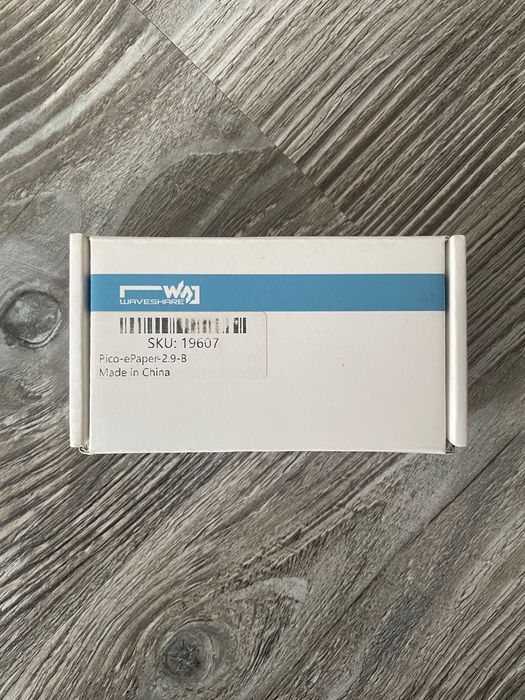 WAVESHARE
SKU: 19607
Pico-ePaper-2.9-B
Made in China